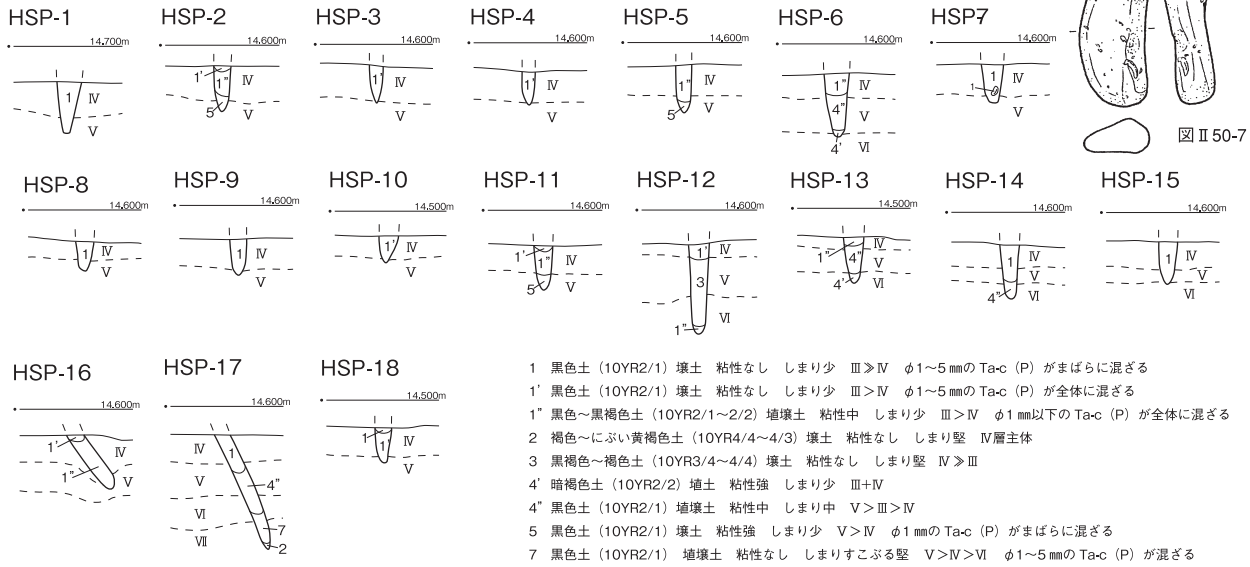 HSP-1 HSP-2 HSP-3 HSP-4 HSP-5 HSP-6 HSP7
14.700m 14.600m 14.600m 14.600m 14.600m 14.600m 14.600m
1 Ⅳ Ⅴ
1' 1" 5 Ⅳ Ⅴ
1' Ⅳ Ⅴ
1' Ⅳ Ⅴ
1" 5 Ⅳ Ⅴ
1" 4" 4' Ⅳ Ⅴ Ⅵ
1 1 Ⅳ Ⅴ
図Ⅱ50-7
HSP-8 HSP-9 HSP-10 HSP-11 HSP-12 HSP-13 HSP-14 HSP-15
14.600m 14.600m 14.500m 14.600m 14.600m 14.500m 14.600m 14.600m
1 Ⅳ Ⅴ
1 Ⅳ Ⅴ
1' Ⅳ Ⅴ
1' 1" 5 Ⅳ Ⅴ
1' 3 1" Ⅳ Ⅴ Ⅵ
1" 4" 4' Ⅳ Ⅴ Ⅵ
1 4" Ⅳ Ⅴ Ⅵ
1 Ⅳ Ⅴ Ⅵ
HSP-16 HSP-17 HSP-18
14.600m 14.600m 14.500m
1' 1" Ⅳ Ⅴ
1 4" 7 2 Ⅳ Ⅴ Ⅵ Ⅶ
1 1' Ⅳ Ⅴ
1 黒色土（10YR2/1）壌土 粘性なし しまり少 Ⅲ≫Ⅳ φ1～5㎜のTa-c（P）がまばらに混ざる
1' 黒色土（10YR2/1）壌土 粘性なし しまり少 Ⅲ＞Ⅳ φ1～5㎜のTa-c（P）が全体に混ざる
1" 黒色～黒褐色土（10YR2/1～2/2）埴壌土 粘性中 しまり少 Ⅲ＞Ⅳ φ1㎜以下のTa-c（P）が全体に混ざる
2 褐色～にぶい黄褐色土（10YR4/4～4/3）壌土 粘性なし しまり堅 Ⅳ層主体
3 黒褐色～褐色土（10YR3/4～4/4）壌土 粘性なし しまり堅 Ⅳ≫Ⅲ
4' 暗褐色土（10YR2/2）埴土 粘性強 しまり少 Ⅲ+Ⅳ
4" 黒色土（10YR2/1）埴壌土 粘性中 しまり中 Ⅴ＞Ⅲ＞Ⅳ
5 黒色土（10YR2/1）壌土 粘性強 しまり少 Ⅴ＞Ⅳ φ1㎜のTa-c（P）がまばらに混ざる
7 黒色土（10YR2/1） 埴壌土 粘性なし しまりすこぶる堅 Ⅴ＞Ⅳ＞Ⅵ φ1～5㎜のTa-c（P）が混ざる